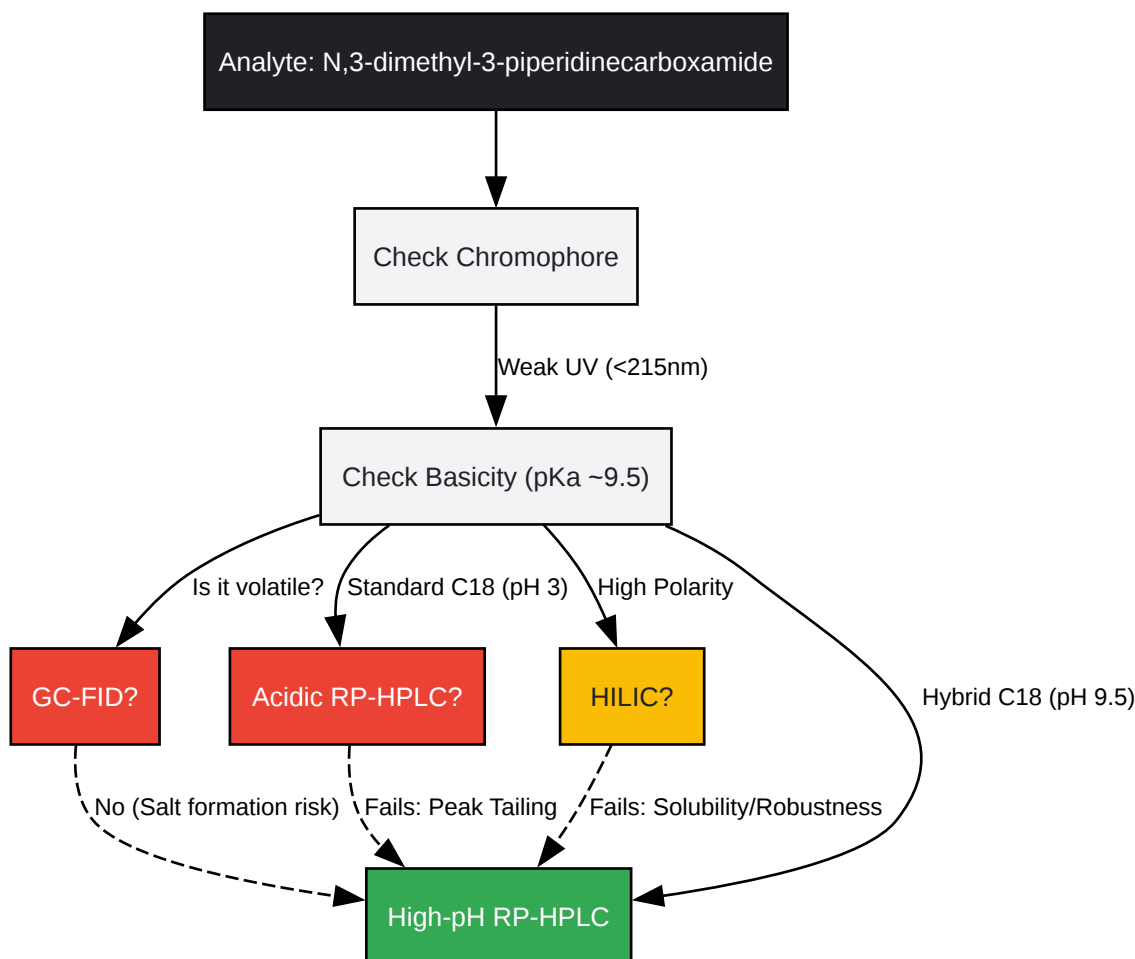 Analyte: N,3-dimethyl-3-piperidinecarboxamide
Check Chromophore
Weak UV (<215nm)
Check Basicity (pKa ~9.5)
Is it volatile?
Standard C18 (pH 3)
High Polarity
GC-FID?
Acidic RP-HPLC?
HILIC?
Hybrid C18 (pH 9.5)
No (Salt formation risk)
Fails: Peak Tailing
Fails: Solubility/Robustness
High-pH RP-HPLC